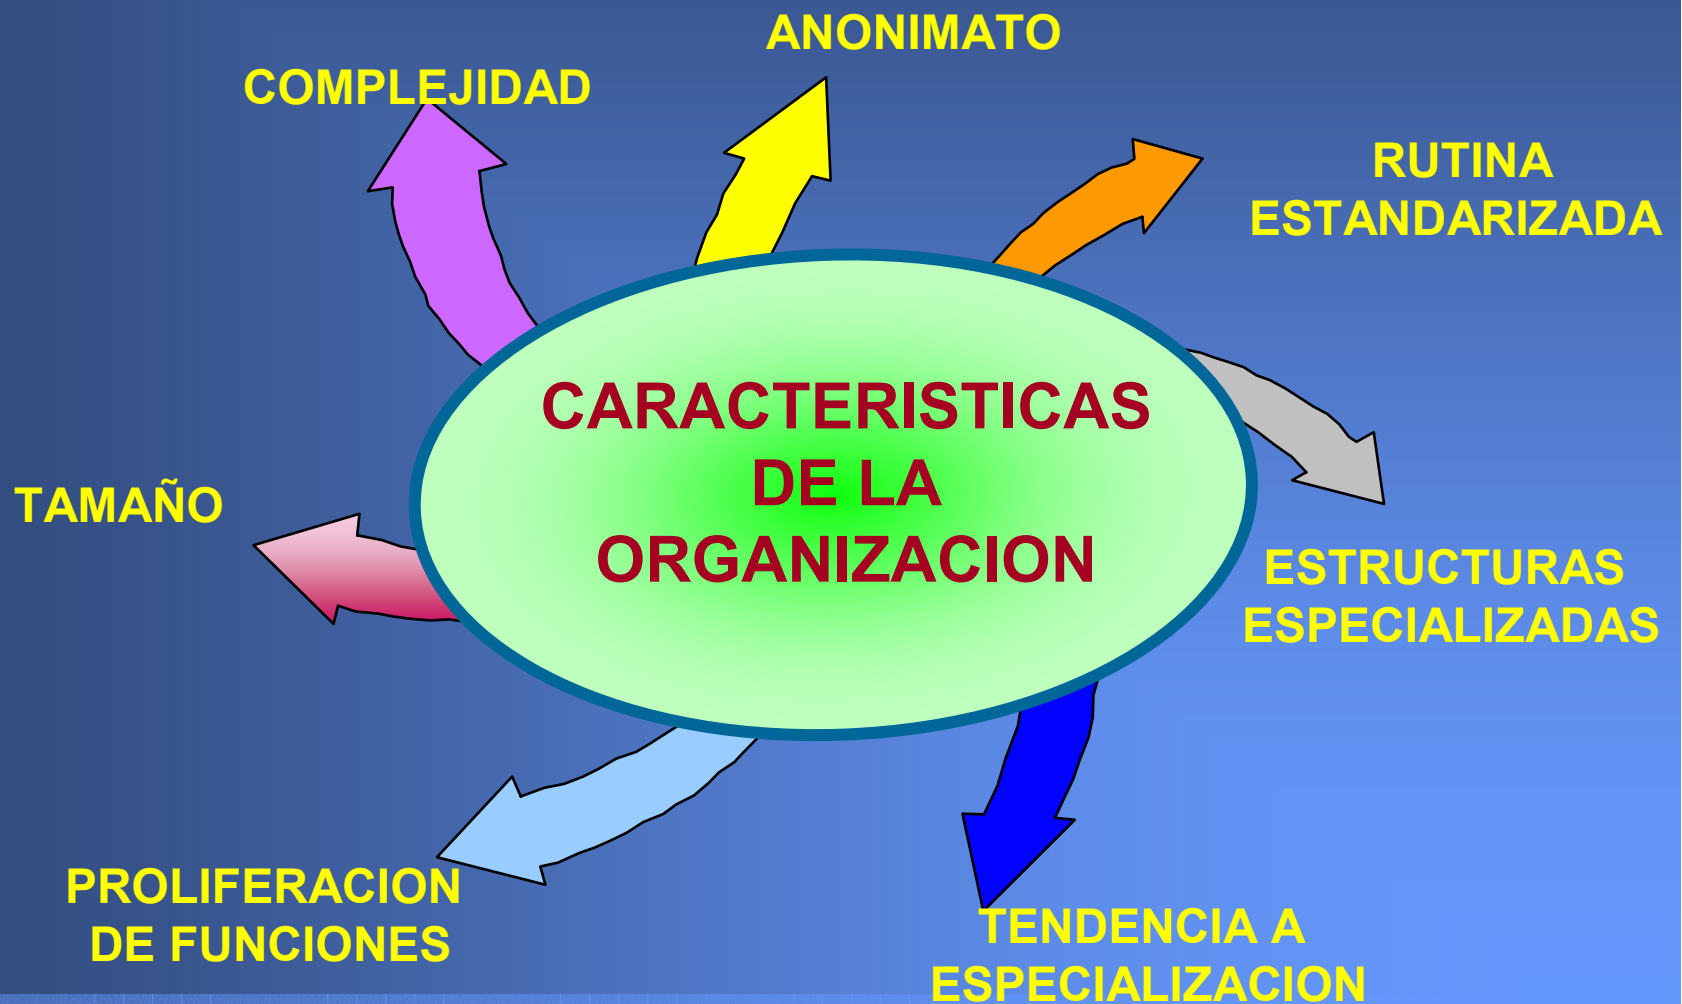 ANONIMATO
COMPLEJIDAD
RUTINA
ESTANDARIZADA
CARACTERISTICAS
DE LA
ORGANIZACION
TAMAÑO
ESTRUCTURAS
ESPECIALIZADAS
PROLIFERACION
DE FUNCIONES
TENDENCIA A
ESPECIALIZACION